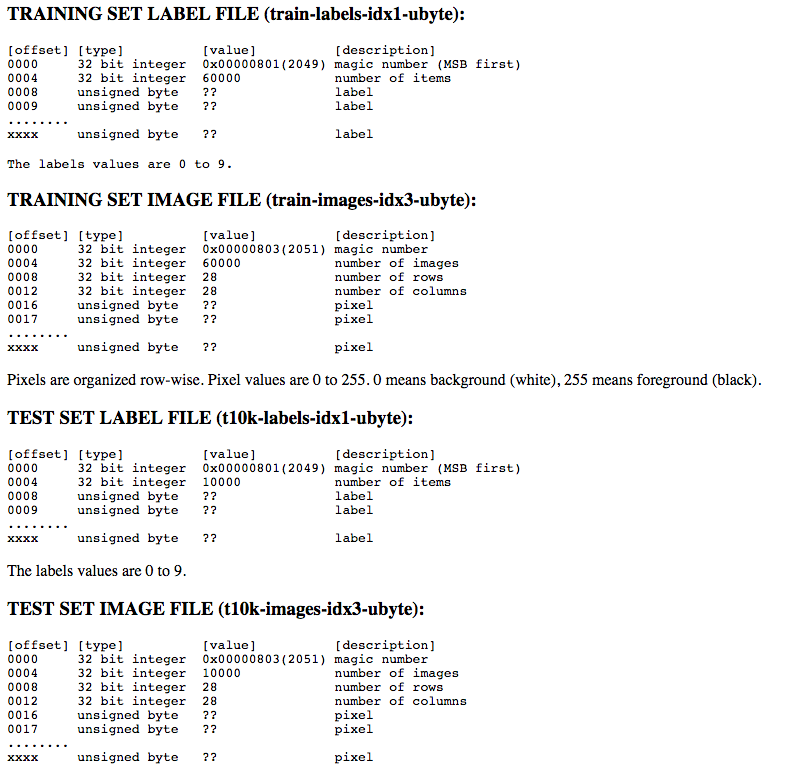 TRAINING SET LABEL FILE (train-labels-idx1-ubyte):
[offset] [type]          [value]          [description]
0000     32 bit integer  0x00000801(2049) magic number (MSB first)
0004     32 bit integer  60000            number of items
0008     unsigned byte   ??               label
0009     unsigned byte   ??               label
........
xxxx     unsigned byte   ??               label
The labels values are 0 to 9.
TRAINING SET IMAGE FILE (train-images-idx3-ubyte):
[offset] [type]          [value]          [description]
0000     32 bit integer  0x00000803(2051) magic number
0004     32 bit integer  60000            number of images
0008     32 bit integer  28               number of rows
0012     32 bit integer  28               number of columns
0016     unsigned byte   ??               pixel
0017     unsigned byte   ??               pixel
........
xxxx     unsigned byte   ??               pixel
Pixels are organized row-wise. Pixel values are 0 to 255. 0 means background (white), 255 means foreground (black).
TEST SET LABEL FILE (t10k-labels-idx1-ubyte):
[offset] [type]          [value]          [description]
0000     32 bit integer  0x00000801(2049) magic number (MSB first)
0004     32 bit integer  10000            number of items
0008     unsigned byte   ??               label
0009     unsigned byte   ??               label
........
xxxx     unsigned byte   ??               label
The labels values are 0 to 9.
TEST SET IMAGE FILE (t10k-images-idx3-ubyte):
[offset] [type]          [value]          [description]
0000     32 bit integer  0x00000803(2051) magic number
0004     32 bit integer  10000            number of images
0008     32 bit integer  28               number of rows
0012     32 bit integer  28               number of columns
0016     unsigned byte   ??               pixel
0017     unsigned byte   ??               pixel
........
xxxx     unsigned byte   ??               pixel